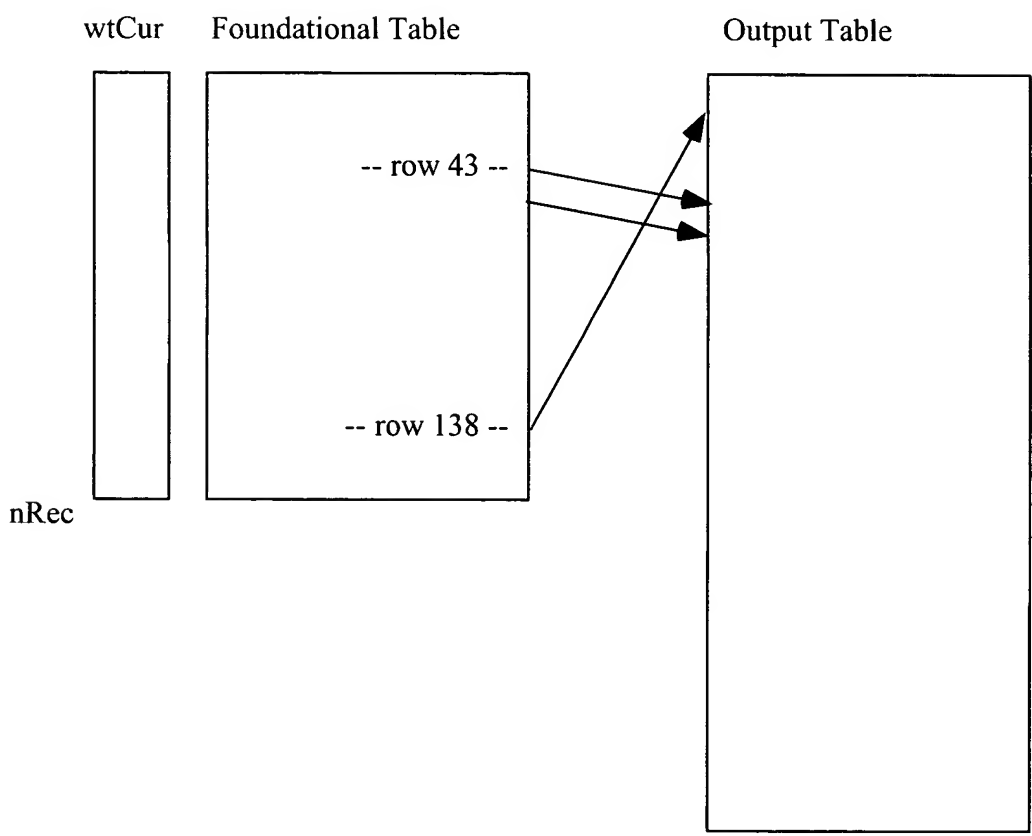 wtCur Foundational Table Output Table
-- row 43 --
-- row 138 --
nRec